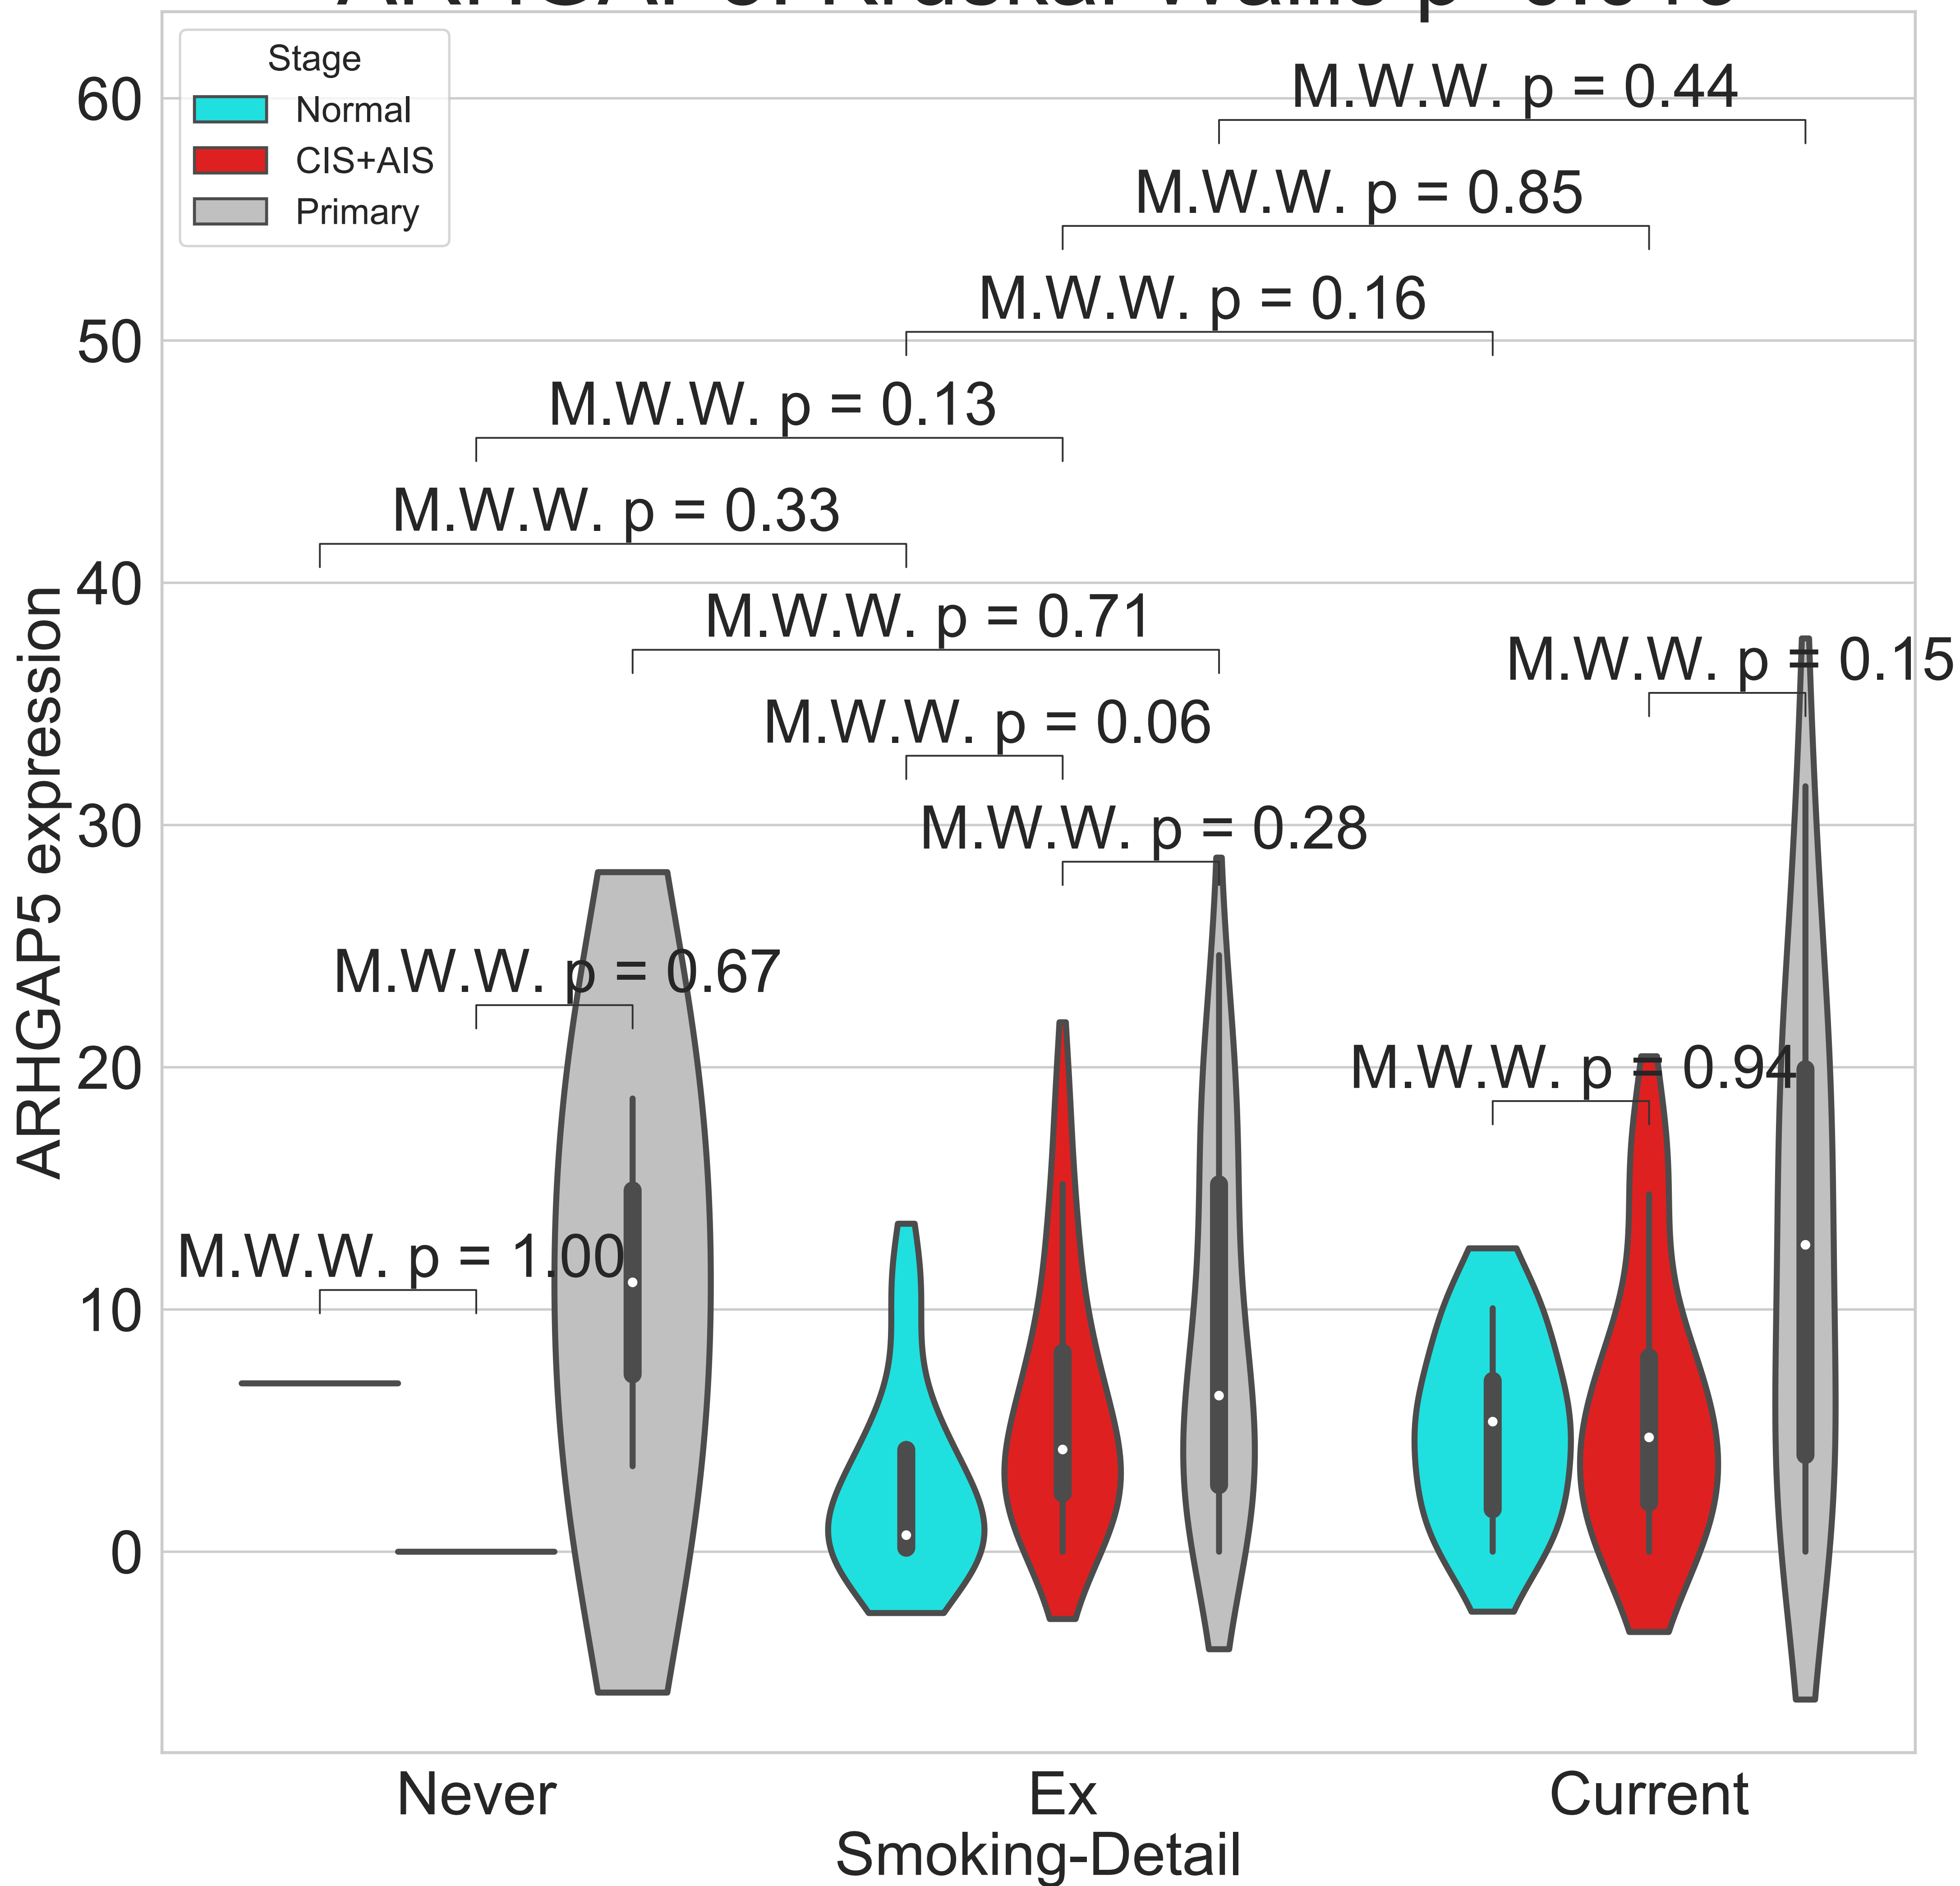 Stage
Normal
CIS+AIS
Primary
M.W.W. p = 0.44
M.W.W. p = 0.85
M.W.W. p = 0.16
M.W.W. p = 0.13
M.W.W. p = 0.33
M.W.W. p = 0.71
M.W.W. p = 0.15
M.W.W. p = 0.06
M.W.W. p = 0.28
M.W.W. p = 0.67
M.W.W. p = 0.94
M.W.W. p = 1.00
60
50
40
30
20
10
0
ARHGAP5 expression
Never
Ex
Current
Smoking-Detail